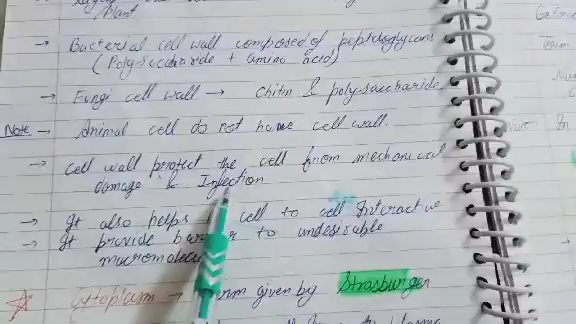 Plant
→ Bacterial cell wall composed of peptidoglycans
(Polysaccharide + amino acid)
→ Fungi cell wall → chitin & polysaccharide
Note - Animal cell do not have cell wall.
→ Cell wall protect the cell from mechanical
damage & Infection
→ It also helps cell to cell Interactive
→ It provide to undesirable
Cytoplasm → given by Strasburger